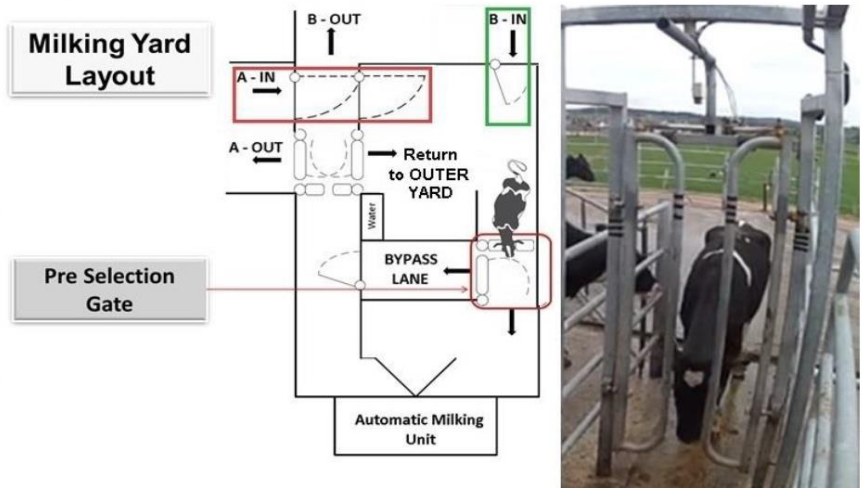 Milking Yard
Layout
B - OUT
B - IN
A - IN
A - OUT
Return
to OUTER
YARD
Water
BYPASS
LANE
Pre Selection
Gate
Automatic Milking
Unit